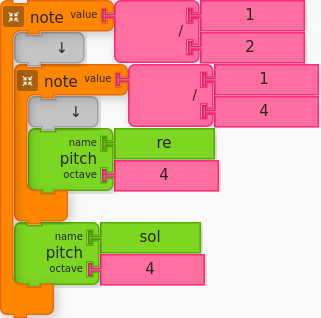 note value 1
/
↓ 2
note value 1
/
↓ 4
name re
pitch
octave 4
name sol
pitch
octave 4